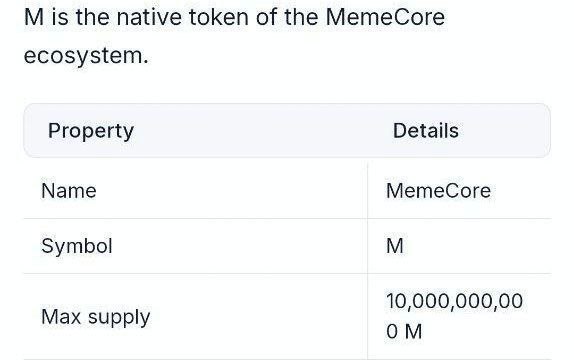 M is the native token of the MemeCore
ecosystem.
Property Details
Name MemeCore
Symbol M
Max supply 10,000,000,00
0 M